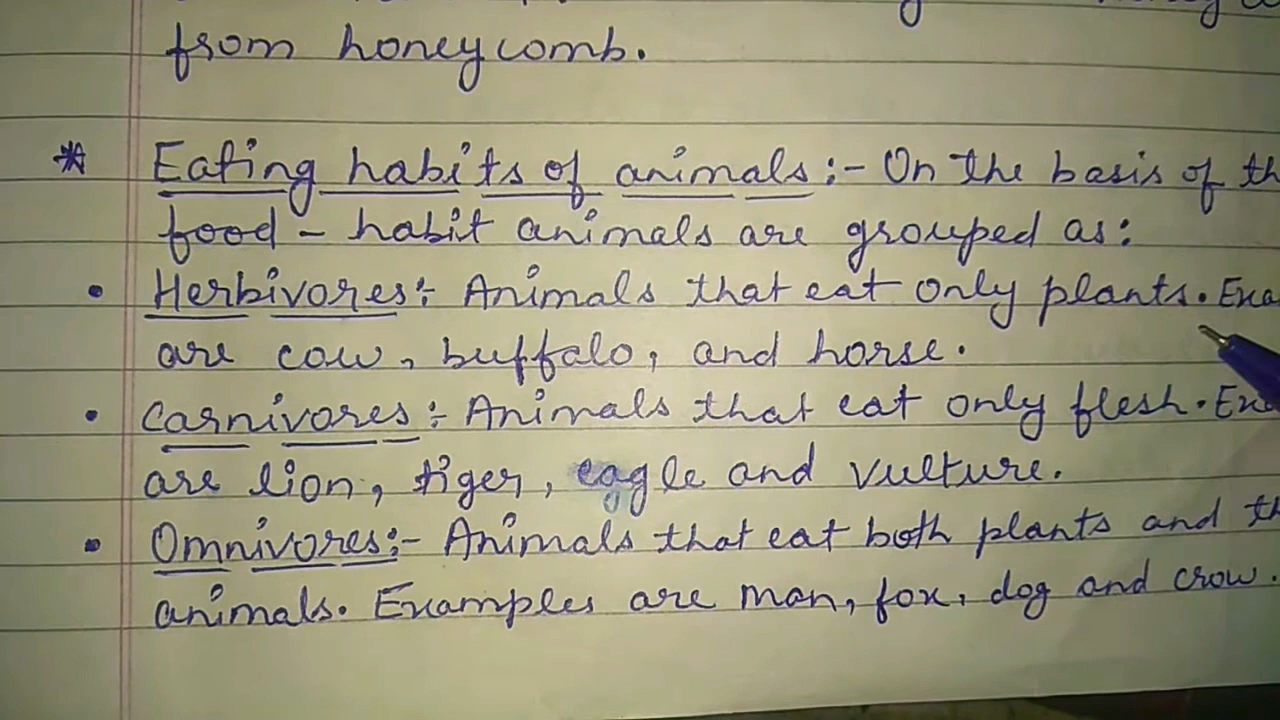 from honeycomb.
* Eating habits of animals :- On the basis of th
food - habit animals are grouped as:
• Herbivores: Animals that eat only plants. Exa
are cow, buffalo, and horse.
• Carnivores: Animals that eat only flesh. Exa
are lion, tiger, eagle and vulture.
• Omnivores:- Animals that eat both plants and th
animals. Examples are man, fox, dog and crow.